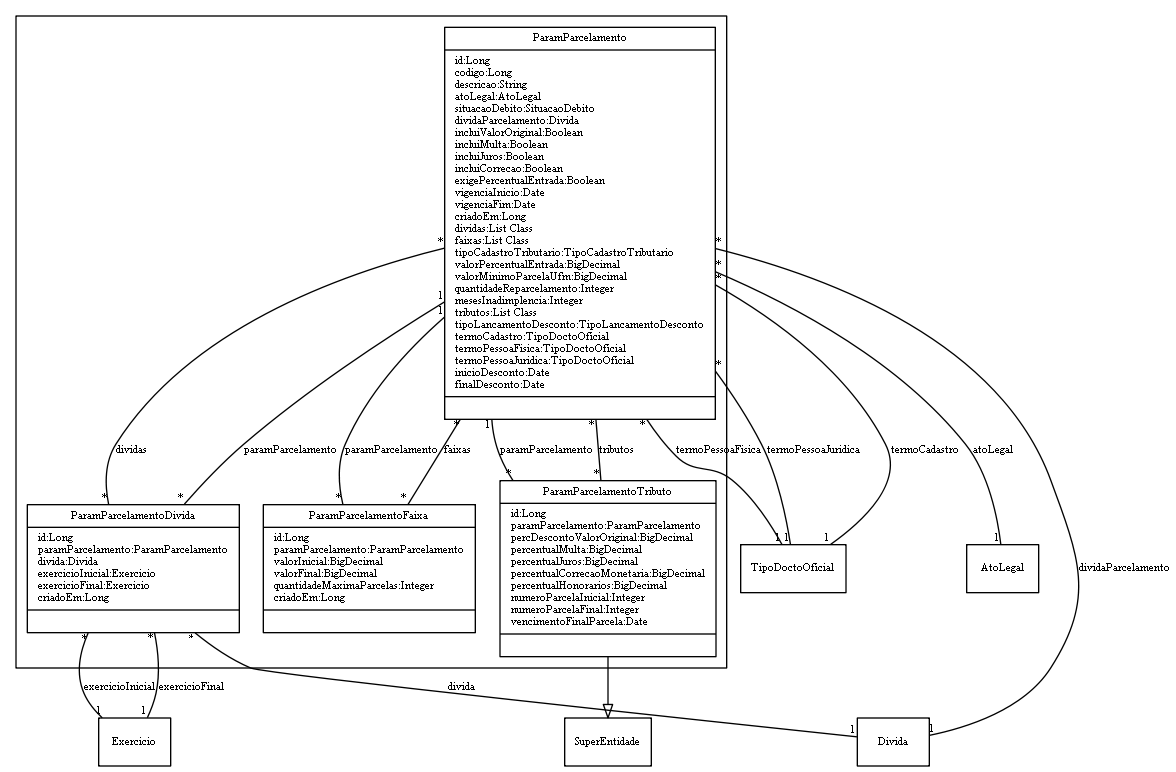 ParamParcelamento
id:Long
codigo:Long
descricao:String
atoLegal:AtoLegal
situacaoDebito:SituacaoDebito
dividaParcelamento:Divida
incluiValorOriginal:Boolean
incluiMulta:Boolean
incluiJuros:Boolean
incluiCorrecao:Boolean
exigePercentualEntrada:Boolean
vigenciaInicio:Date
vigenciaFim:Date
criadoEm:Long
dividas:List Class
faixas:List Class
tipoCadastroTributario:TipoCadastroTributario
valorPercentualEntrada:BigDecimal
valorMinimoParcelaUfm:BigDecimal
quantidadeReparcelamento:Integer
mesesInadimplencia:Integer
tributos:List Class
tipoLancamentoDesconto:TipoLancamentoDesconto
termoCadastro:TipoDoctoOficial
termoPessoaFisica:TipoDoctoOficial
termoPessoaJuridica:TipoDoctoOficial
inicioDesconto:Date
finalDesconto:Date
* *
*
1 *
1
*
* 1 * *
dividas paramParcelamento paramParcelamento faixas paramParcelamento tributos termoPessoaFisica termoPessoaJuridica termoCadastro atoLegal
* * * * * *
1 1 1 1
ParamParcelamentoDivida
id:Long
paramParcelamento:ParamParcelamento
divida:Divida
exercicioInicial:Exercicio
exercicioFinal:Exercicio
criadoEm:Long
ParamParcelamentoFaixa
id:Long
paramParcelamento:ParamParcelamento
valorInicial:BigDecimal
valorFinal:BigDecimal
quantidadeMaximaParcelas:Integer
criadoEm:Long
ParamParcelamentoTributo
id:Long
paramParcelamento:ParamParcelamento
percDescontoValorOriginal:BigDecimal
percentualMulta:BigDecimal
percentualJuros:BigDecimal
percentualCorrecaoMonetaria:BigDecimal
percentualHonorarios:BigDecimal
numeroParcelaInicial:Integer
numeroParcelaFinal:Integer
vencimentoFinalParcela:Date
TipoDoctoOficial
AtoLegal
dividaParcelamento
* * *
exercicioInicial exercicioFinal divida
1 1 1 1
Exercicio
SuperEntidade
Divida